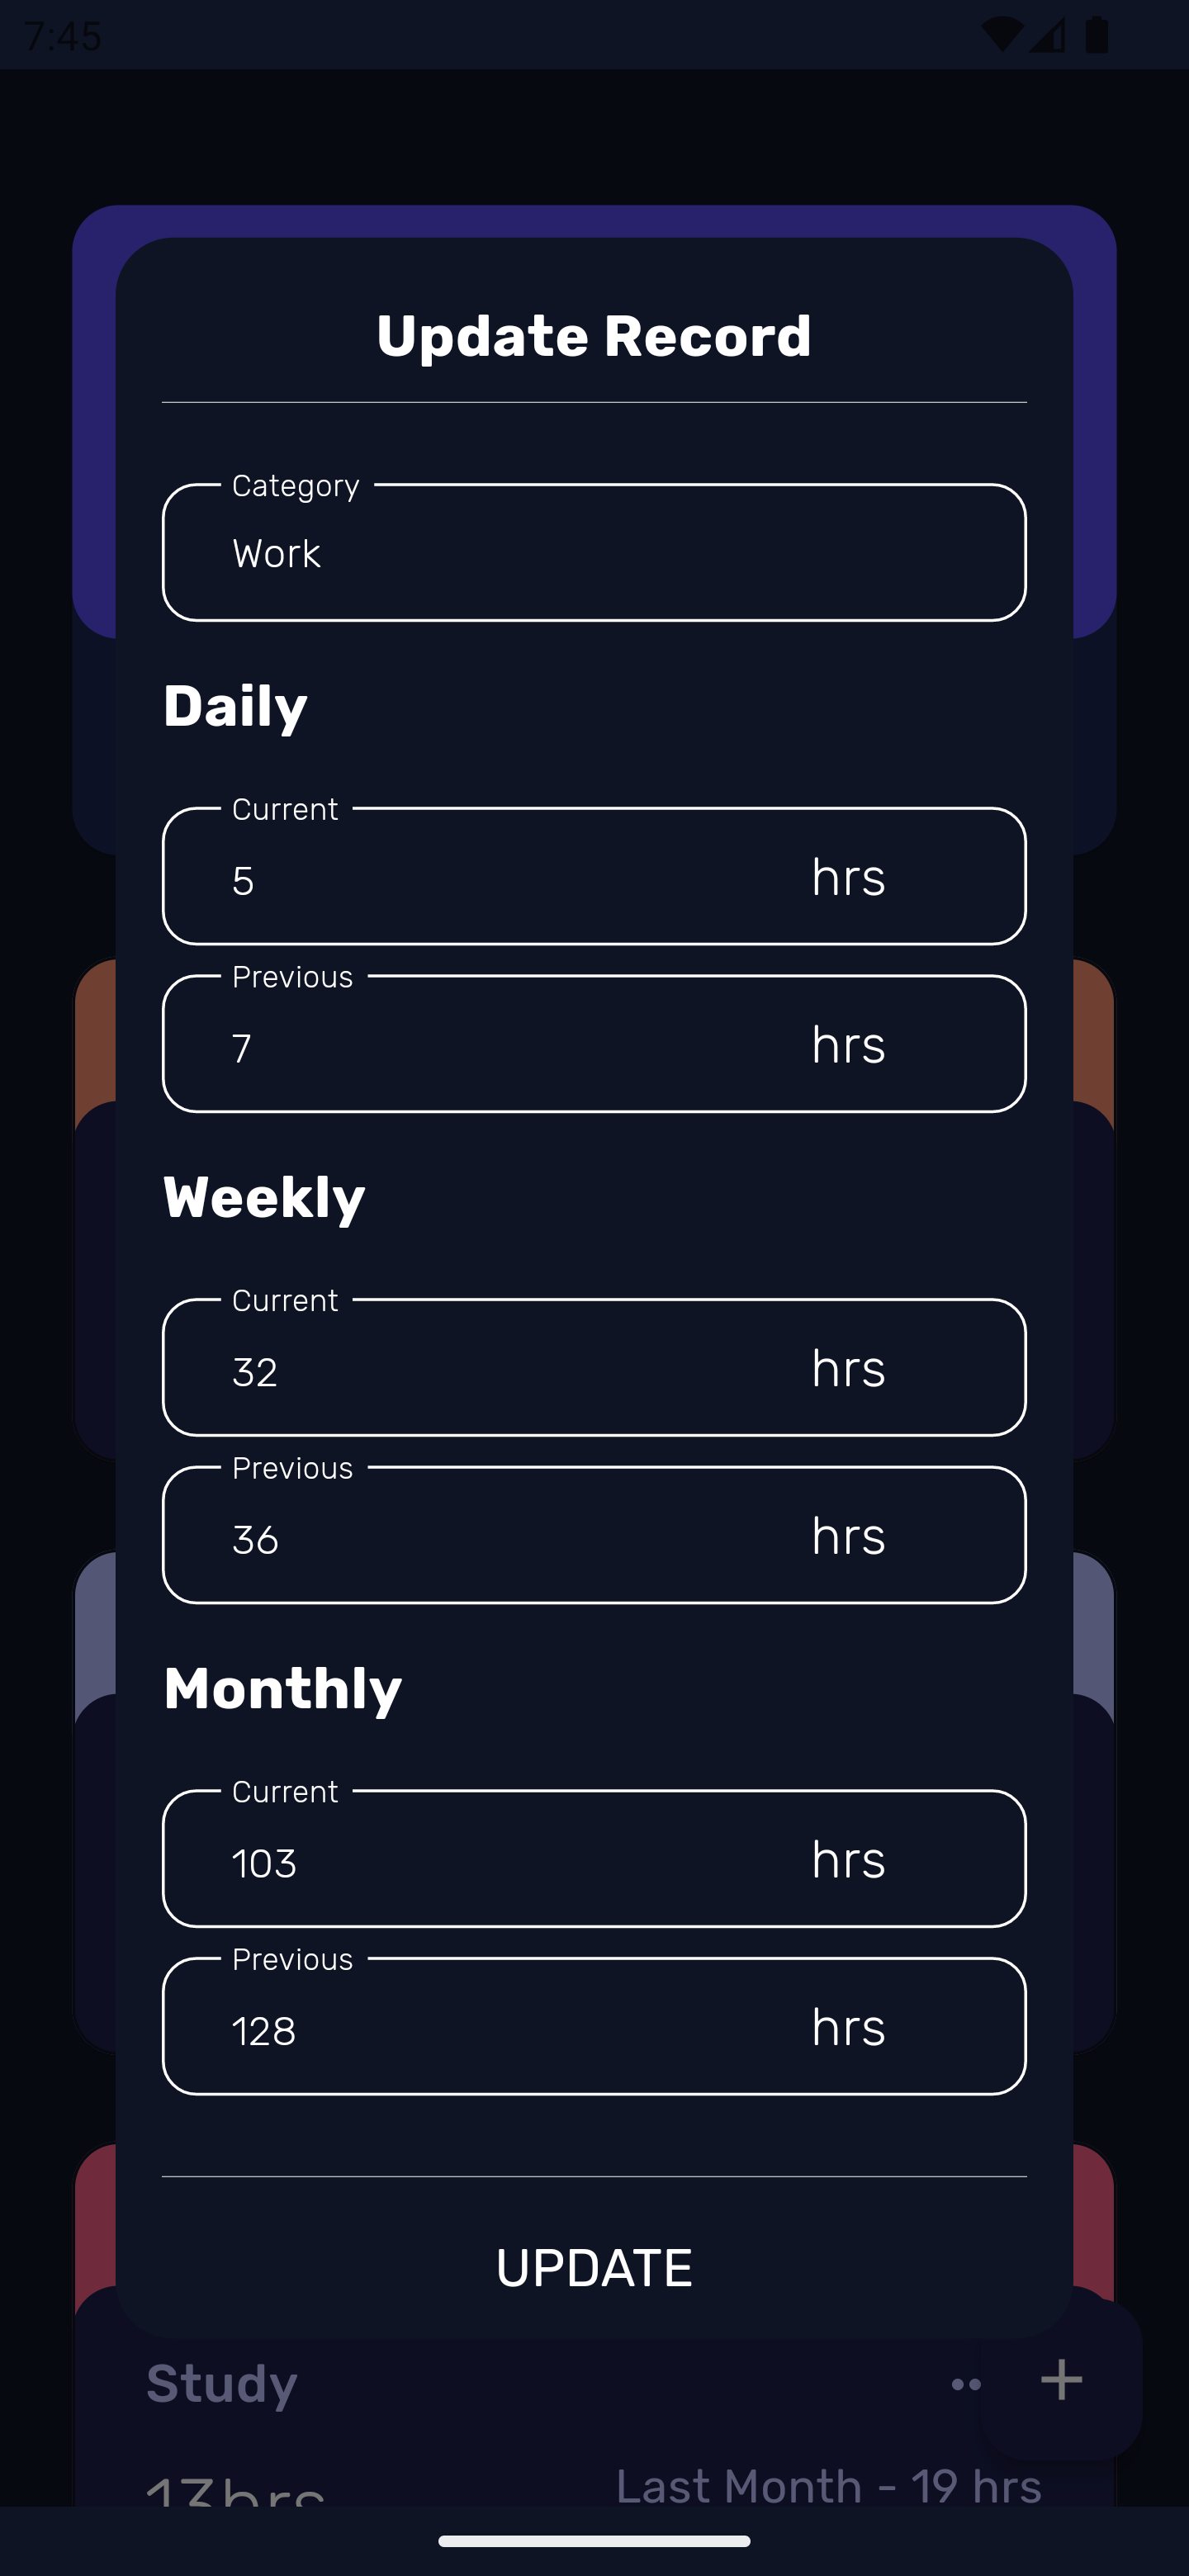 7:45
Update Record
Category
Work
Daily
Current
5 hrs
Previous
7 hrs
Weekly
Current
32 hrs
Previous
36 hrs
Monthly
Current
103 hrs
Previous
128 hrs
UPDATE
Study
13hrs Last Month - 19 hrs